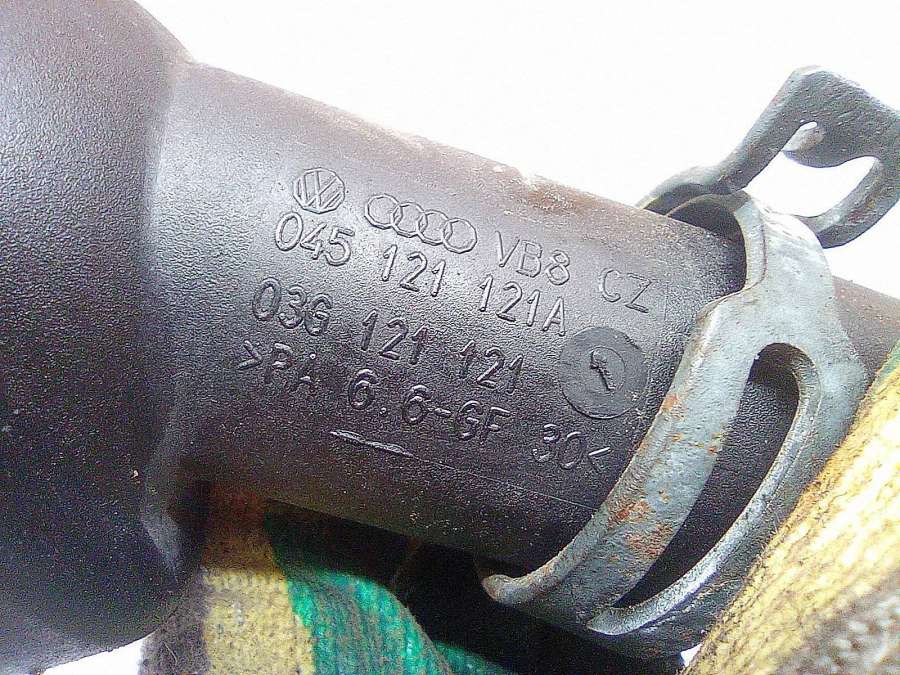 VB8 CZ
045 121 121A
03G 121 121
>PA 6.6-GF 30<